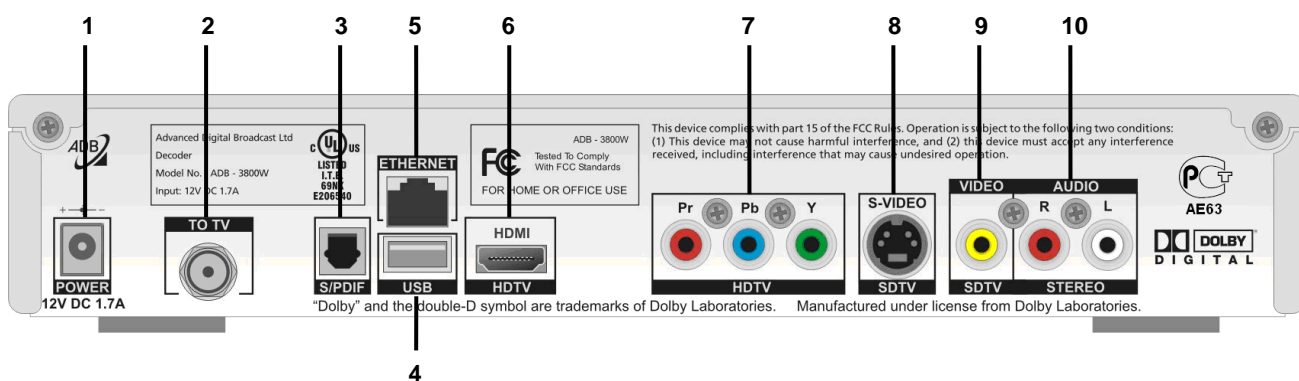 1 2 3 5 6 7 8 9 10
ADB
Advanced Digital Broadcast Ltd
Decoder
Model No. ADB - 3800W
Input: 12V DC 1.7A
C UL US
LISTED
I.T.E.
E206540
ETHERNET
FC
ADB - 3800W
Tested To Comply
With FCC Standards
FOR HOME OR OFFICE USE
This device complies with part 15 of the FCC Rules. Operation is subject to the following two conditions:
(1) This device may not cause harmful interference, and (2) this device must accept any interference
received, including interference that may cause undesired operation.
AE63
DOLBY
DIGITAL
+ -
POWER
12V DC 1.7A
TO TV
S/PDIF
USB
HDMI
HDTV
Pr Pb Y
HDTV
S-VIDEO
SDTV
VIDEO AUDIO
R L
SDTV STEREO
"Dolby" and the double-D symbol are trademarks of Dolby Laboratories. Manufactured under license from Dolby Laboratories.
4